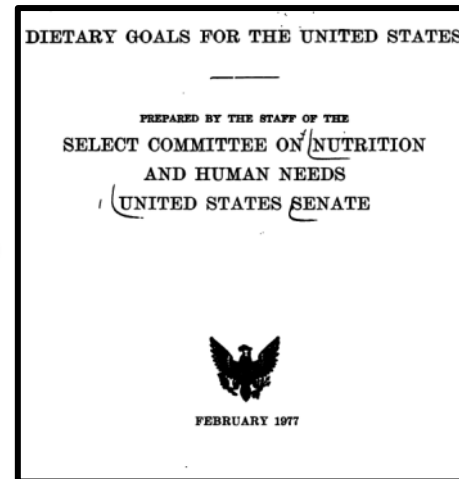 DIETARY GOALS FOR THE UNITED STATES
PREPARED BY THE STAFF OF THE
SELECT COMMITTEE ON NUTRITION
AND HUMAN NEEDS
UNITED STATES SENATE
FEBRUARY 1977